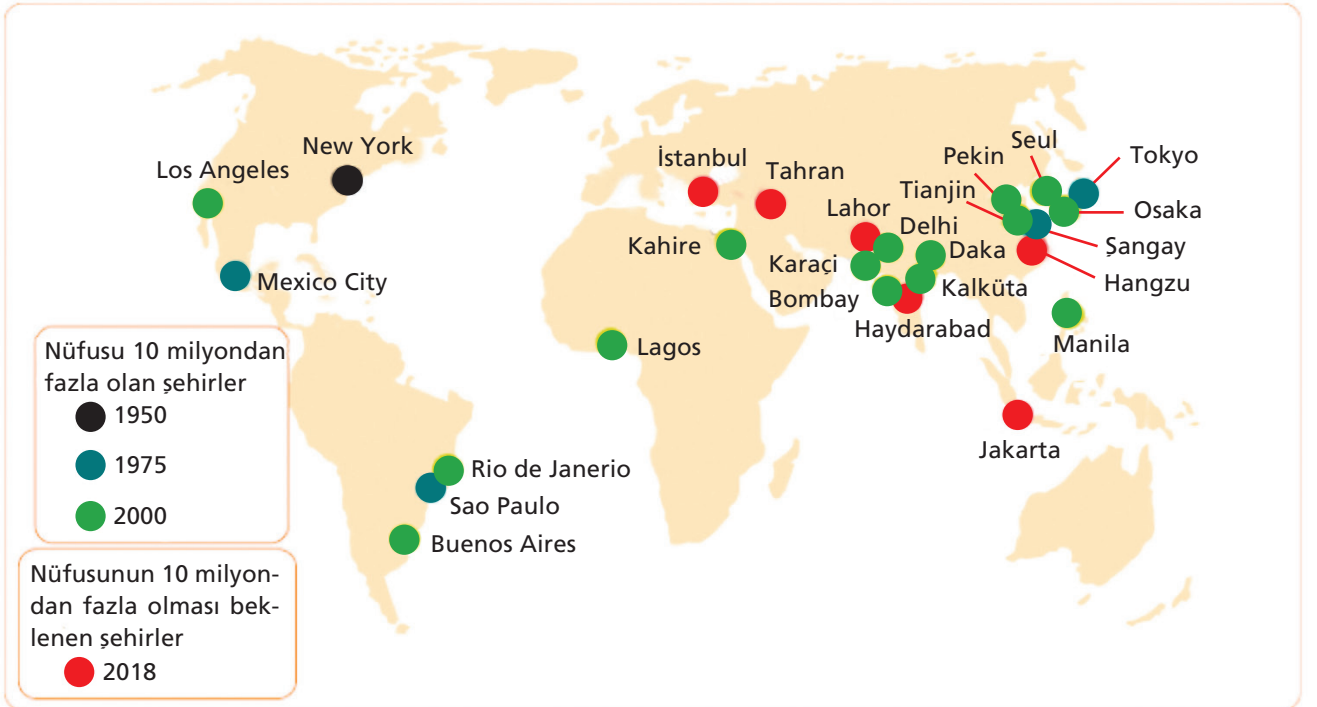 New York
Los Angeles
Mexico City
Rio de Janerio
Sao Paulo
Buenos Aires
İstanbul
Tahran
Kahire
Lagos
Lahor
Delhi
Karaçi
Daka
Bombay
Kalküta
Haydarabad
Pekin
Seul
Tokyo
Tianjin
Osaka
Şangay
Hangzu
Manila
Jakarta
Nüfusu 10 milyondan
fazla olan şehirler
1950
1975
2000
Nüfusunun 10 milyon-
dan fazla olması bek-
lenen şehirler
2018